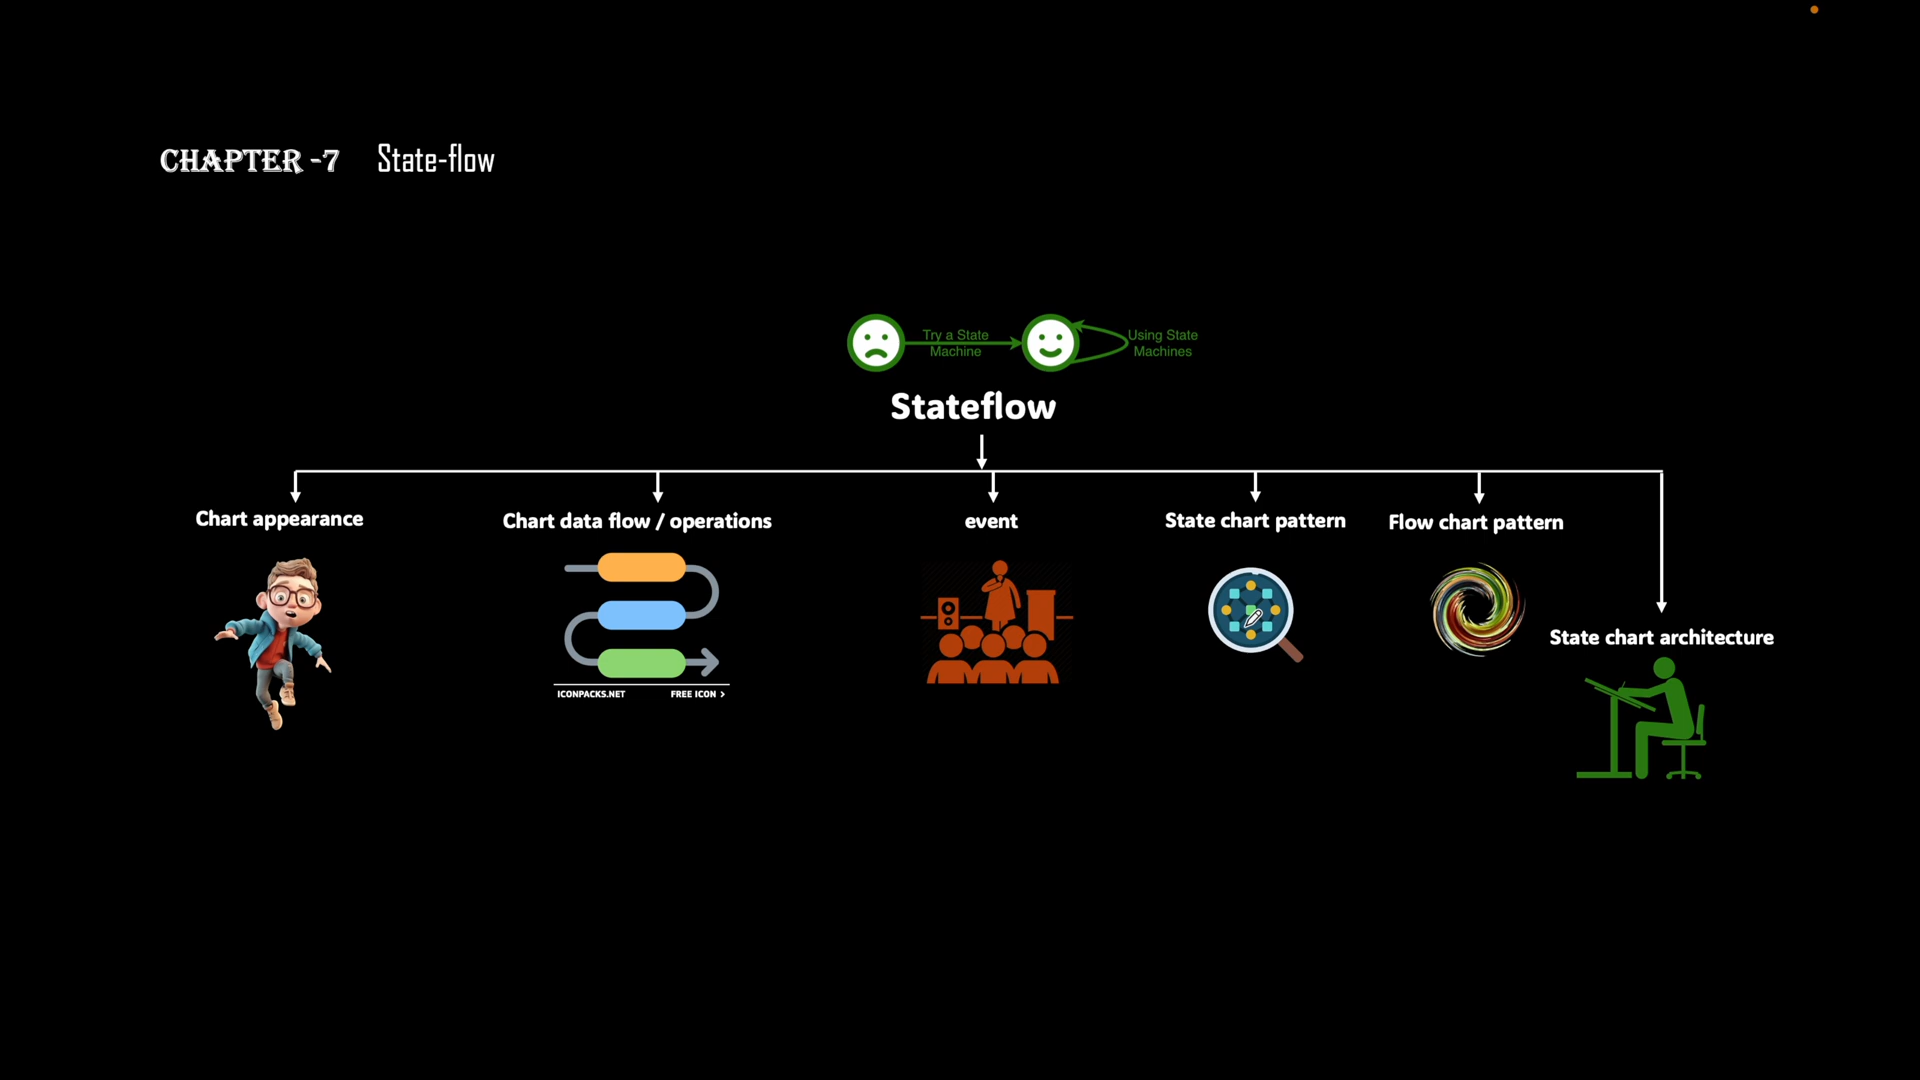 CHAPTER -7 State-flow
Try a State
Machine
Using State
Machines
Stateflow
Chart appearance
Chart data flow / operations
event
State chart pattern
Flow chart pattern
State chart architecture
ICONPACKS.NET FREE ICON >